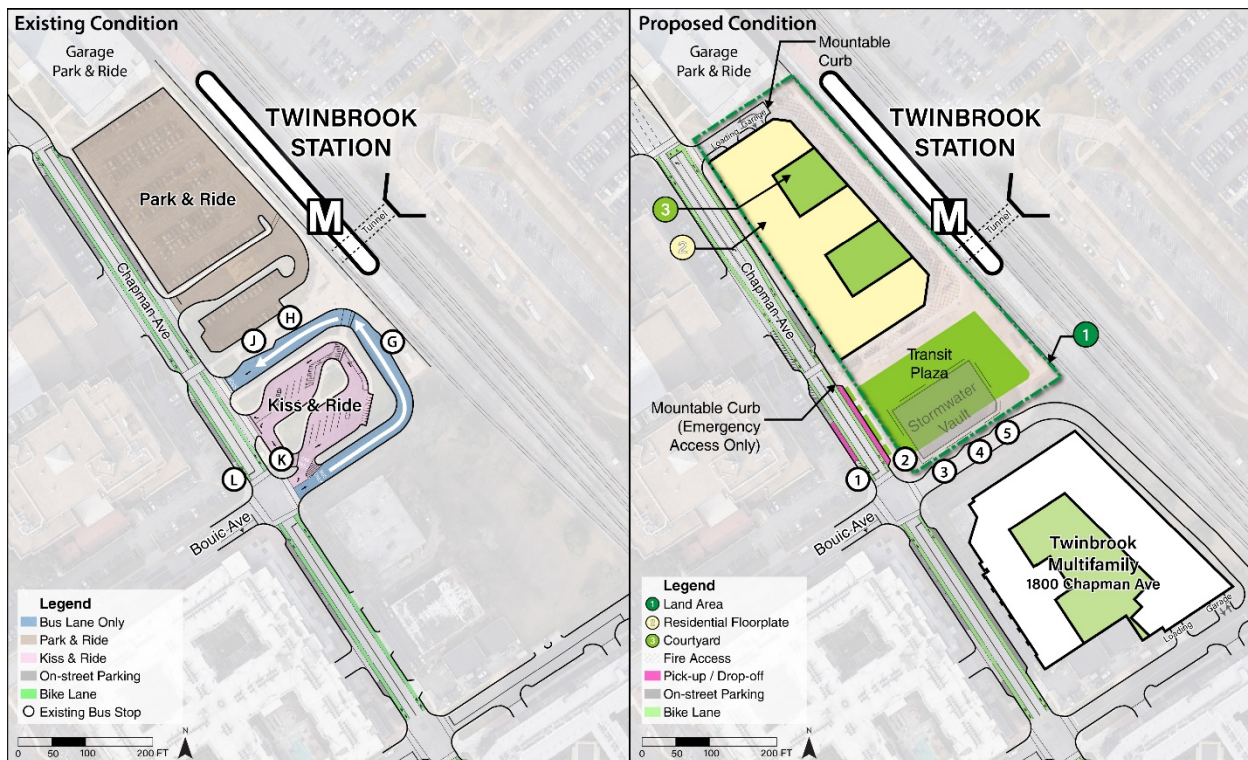 Existing Condition
Garage
Park & Ride
TWINBROOK
STATION
M
Tunnel
Park & Ride
Chapman Ave
H
J
G
Kiss & Ride
K
L
Bouic Ave
Legend
Bus Lane Only
Park & Ride
Kiss & Ride
On-street Parking
Bike Lane
Existing Bus Stop
0 50 100 200 FT
N
Proposed Condition
Garage
Park & Ride
Mountable
Curb
Loading
Garage
TWINBROOK
STATION
M
Tunnel
3
2
Chapman Ave
1
Transit
Plaza
Stormwater
Vault
Mountable Curb
(Emergency
Access Only)
5
4
3
2
1
Bouic Ave
Twinbrook
Multifamily
1800 Chapman Ave
Loading
Garage
Legend
1 Land Area
2 Residential Floorplate
3 Courtyard
Fire Access
Pick-up / Drop-off
On-street Parking
Bike Lane
0 50 100 200 FT
N